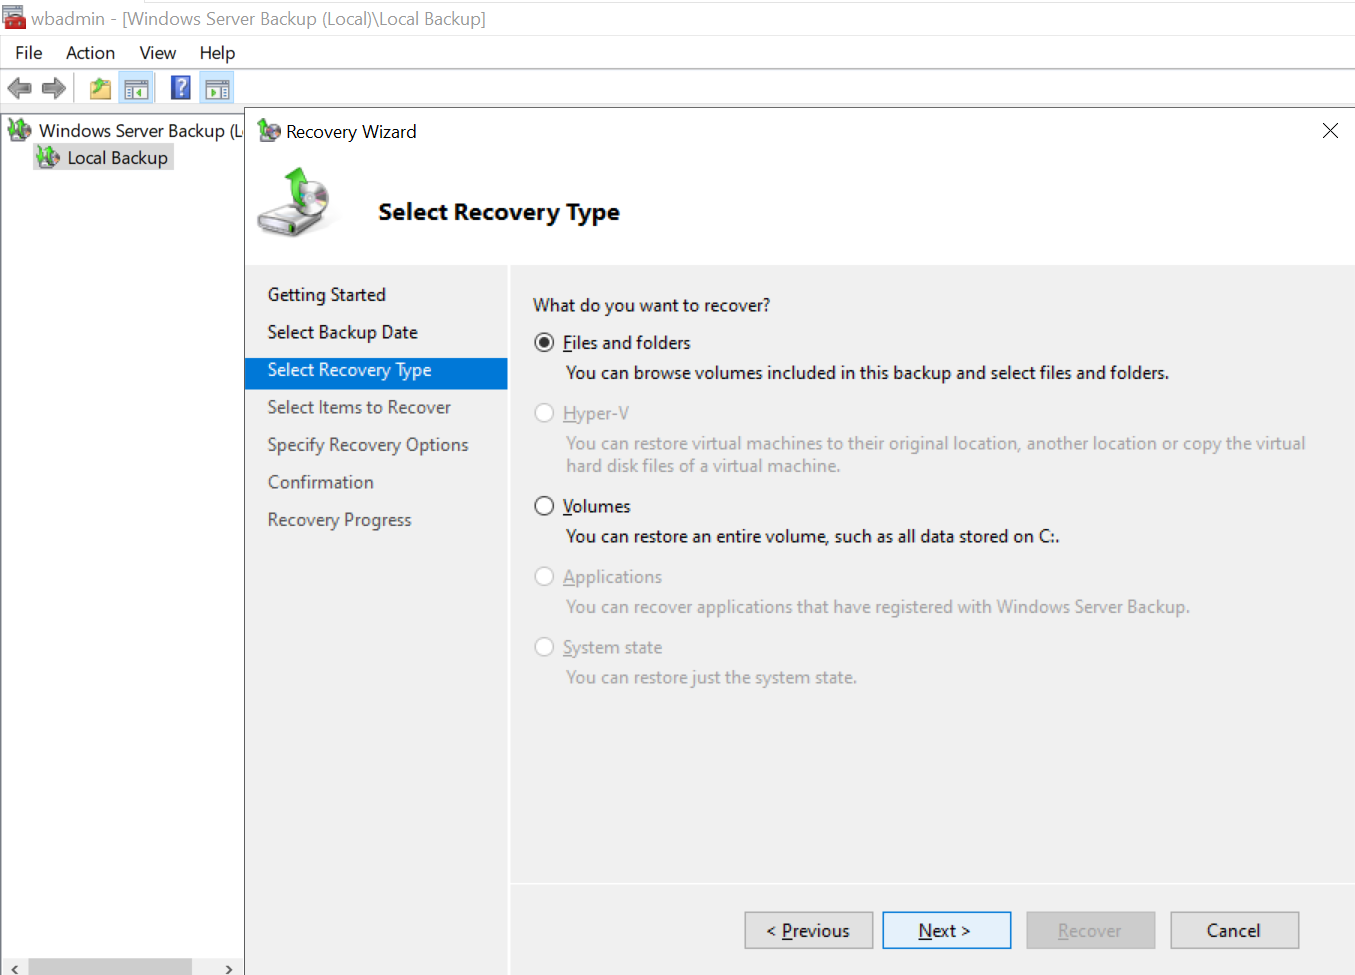 wbadmin - [Windows Server Backup (Local)\Local Backup]
File Action View Help
Windows Server Backup (L
Local Backup
Recovery Wizard
Select Recovery Type
Getting Started
Select Backup Date
Select Recovery Type
Select Items to Recover
Specify Recovery Options
Confirmation
Recovery Progress
What do you want to recover?
Files and folders
You can browse volumes included in this backup and select files and folders.
Hyper-V
You can restore virtual machines to their original location, another location or copy the virtual
hard disk files of a virtual machine.
Volumes
You can restore an entire volume, such as all data stored on C:.
Applications
You can recover applications that have registered with Windows Server Backup.
System state
You can restore just the system state.
< Previous Next > Recover Cancel